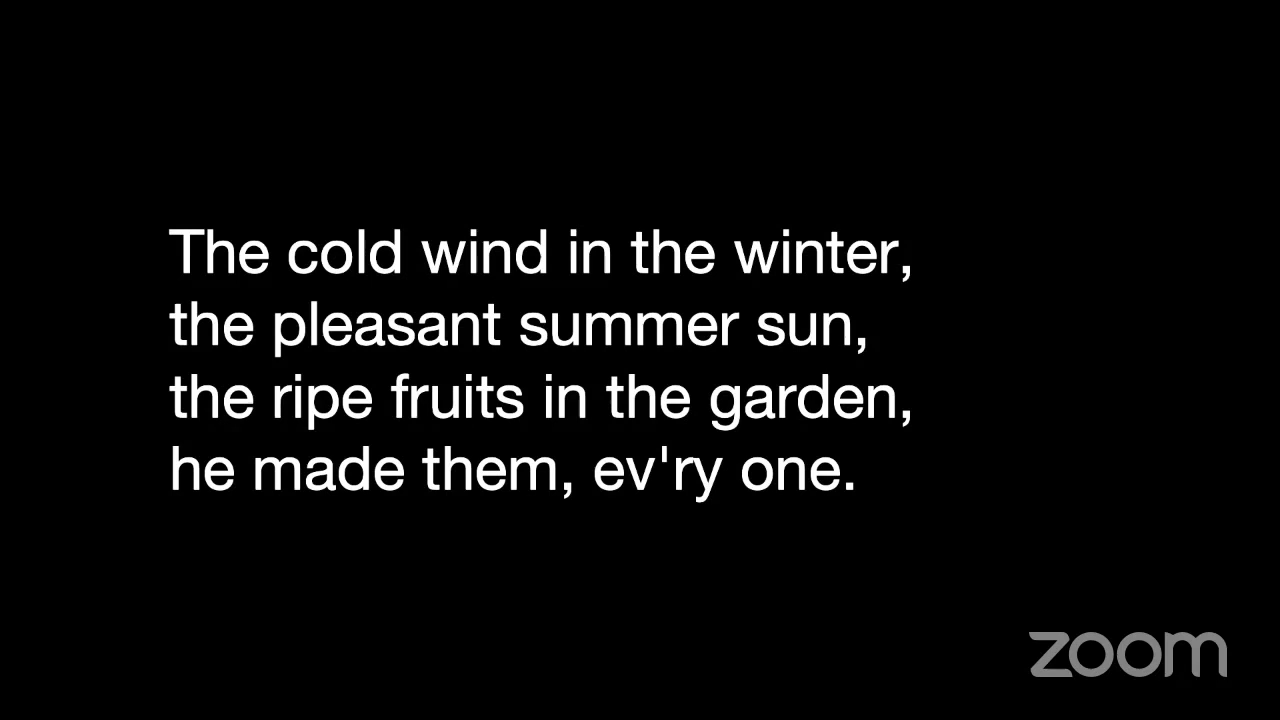 The cold wind in the winter,
the pleasant summer sun,
the ripe fruits in the garden,
he made them, ev'ry one.
zoom